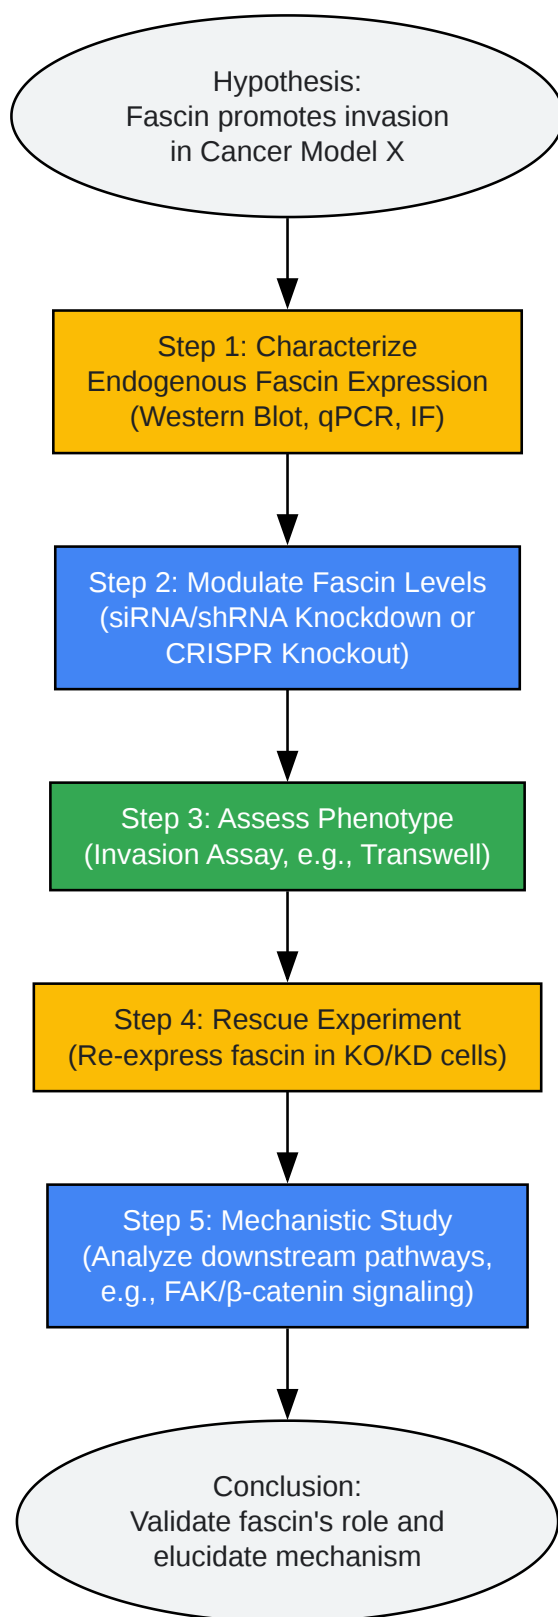 Hypothesis:
Fascin promotes invasion
in Cancer Model X
Step 1: Characterize
Endogenous Fascin Expression
(Western Blot, qPCR, IF)
Step 2: Modulate Fascin Levels
(siRNA/shRNA Knockdown or
CRISPR Knockout)
Step 3: Assess Phenotype
(Invasion Assay, e.g., Transwell)
Step 4: Rescue Experiment
(Re-express fascin in KO/KD cells)
Step 5: Mechanistic Study
(Analyze downstream pathways,
e.g., FAK/β-catenin signaling)
Conclusion:
Validate fascin's role and
elucidate mechanism